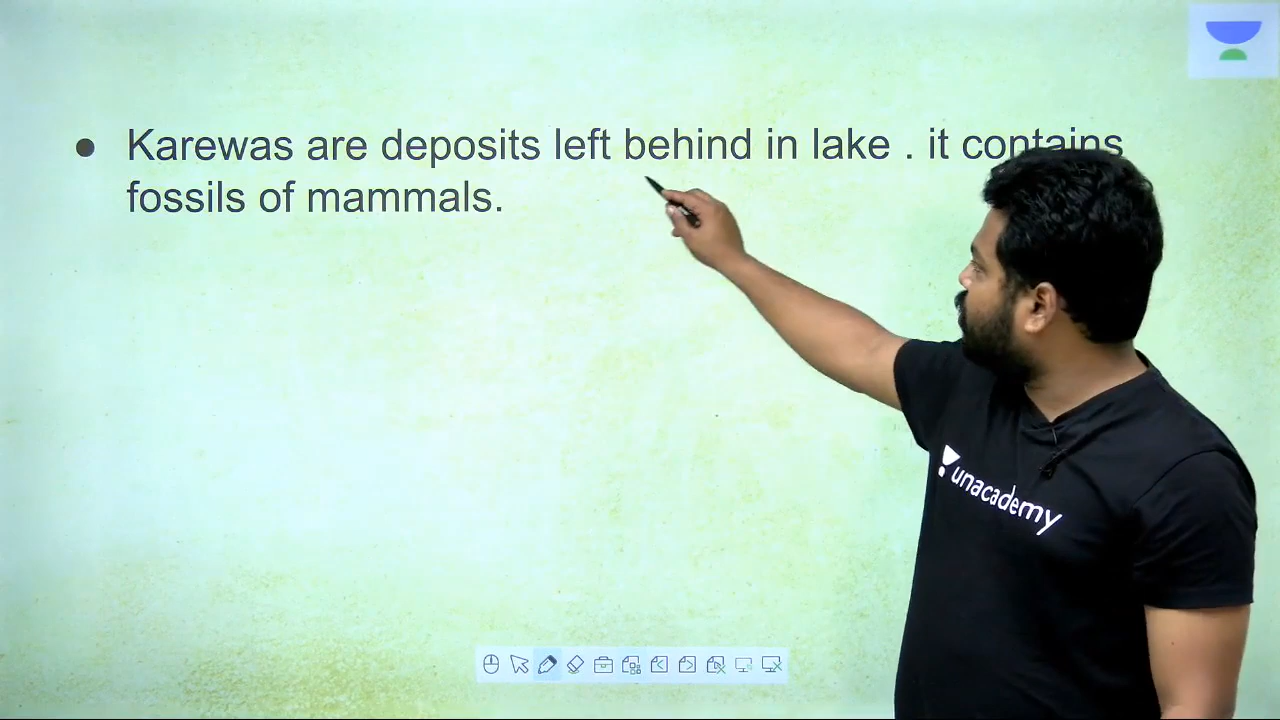 ● Karewas are deposits left behind in lake . it contains
fossils of mammals.
unacademy